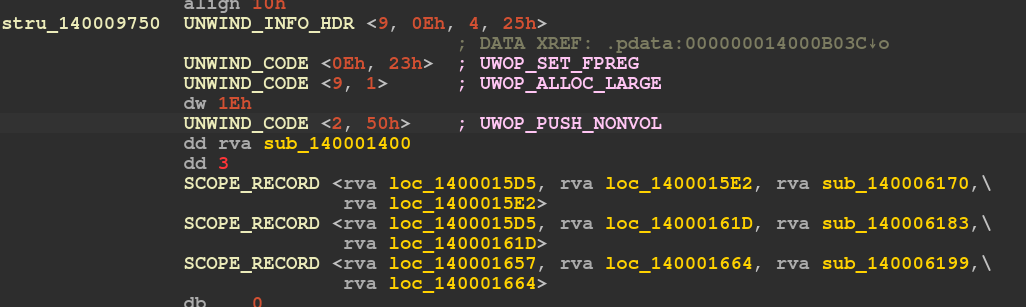 align 10h
stru_140009750 UNWIND_INFO_HDR <9, 0Eh, 4, 25h>
; DATA XREF: .pdata:000000014000B03C↓o
UNWIND_CODE <0Eh, 23h> ; UWOP_SET_FPREG
UNWIND_CODE <9, 1> ; UWOP_ALLOC_LARGE
dw 1Eh
UNWIND_CODE <2, 50h> ; UWOP_PUSH_NONVOL
dd rva sub_140001400
dd 3
SCOPE_RECORD <rva loc_1400015D5, rva loc_1400015E2, rva sub_140006170,\
rva loc_1400015E2>
SCOPE_RECORD <rva loc_1400015D5, rva loc_14000161D, rva sub_140006183,\
rva loc_14000161D>
SCOPE_RECORD <rva loc_140001657, rva loc_140001664, rva sub_140006199,\
rva loc_140001664>
db 0